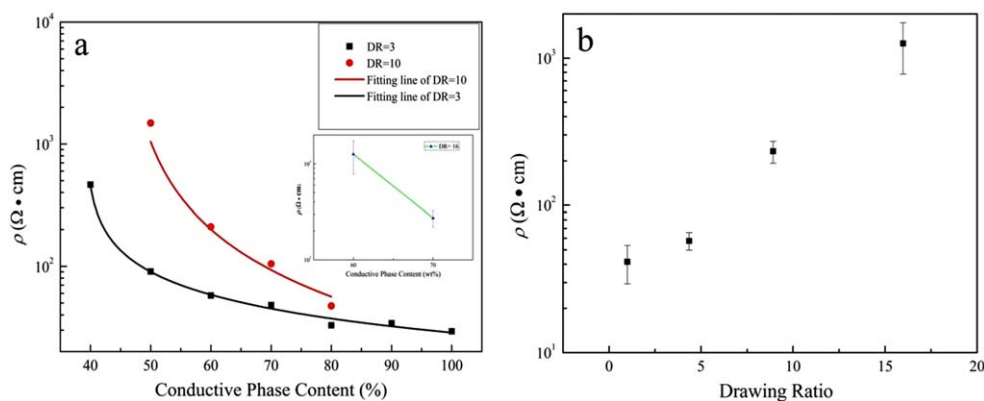 a
10⁴
10³
10²
ρ (Ω • cm)
40 50 60 70 80 90 100
Conductive Phase Content (%)
DR=3
DR=10
Fitting line of DR=10
Fitting line of DR=3
DR= 16
ρ (Ω • cm)
60 70
Conductive Phase Content (wt%)
b
10³
10²
10¹
ρ (Ω • cm)
0 5 10 15 20
Drawing Ratio